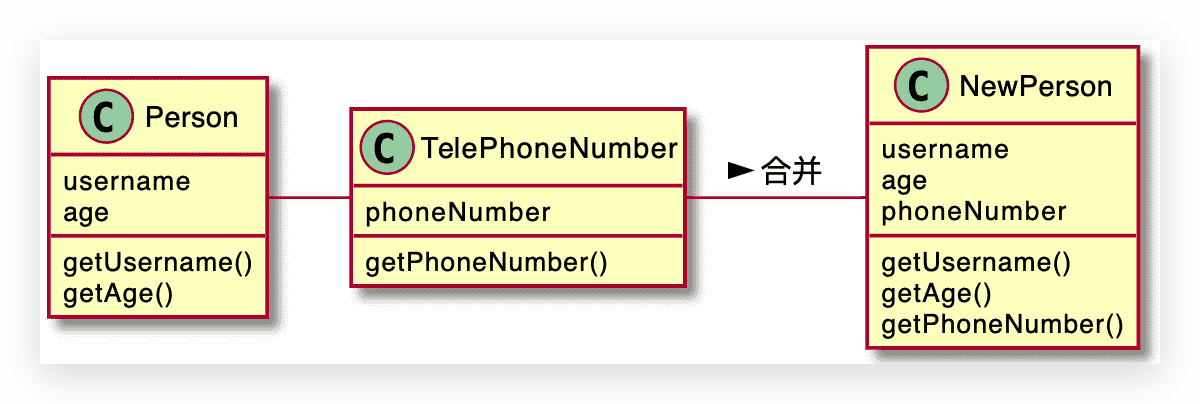 C Person
username
age
getUsername()
getAge()
C TelePhoneNumber
phoneNumber
getPhoneNumber()
► 合并
C NewPerson
username
age
phoneNumber
getUsername()
getAge()
getPhoneNumber()